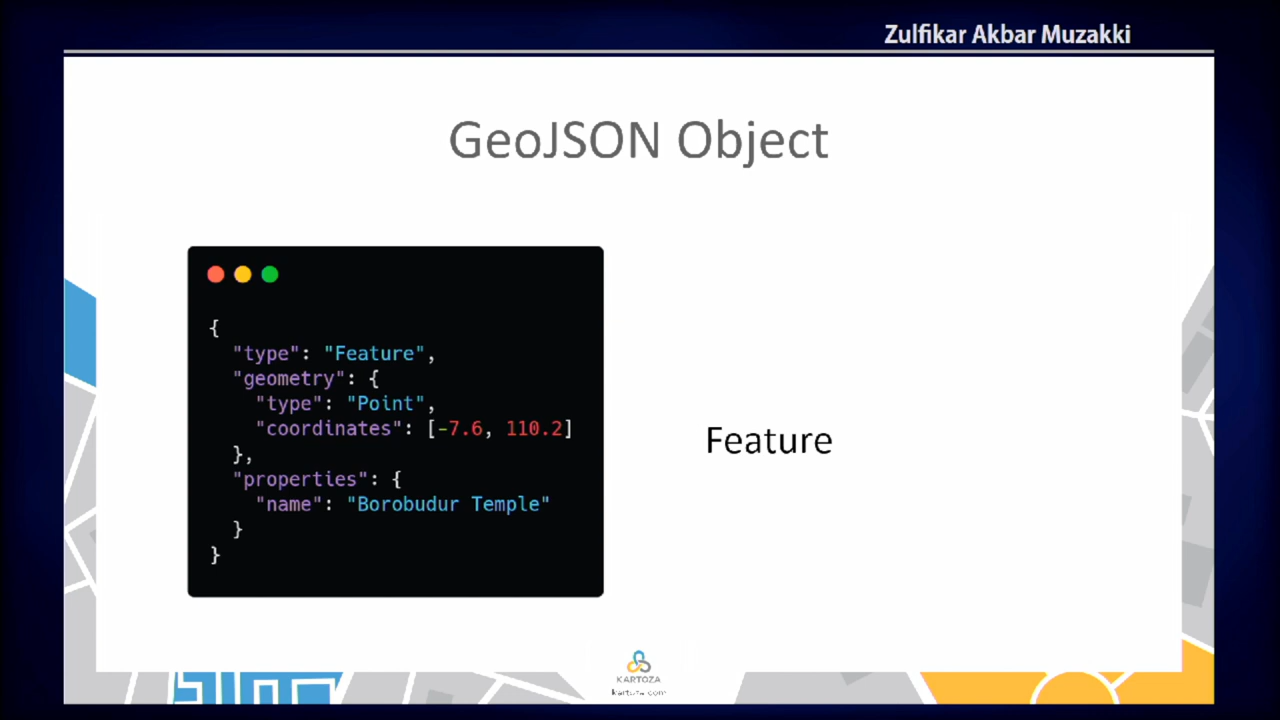 Zulfikar Akbar Muzakki
GeoJSON Object
{
"type": "Feature",
"geometry": {
"type": "Point",
"coordinates": [-7.6, 110.2]
},
"properties": {
"name": "Borobudur Temple"
}
}
Feature
KARTOZA
kartoza.com